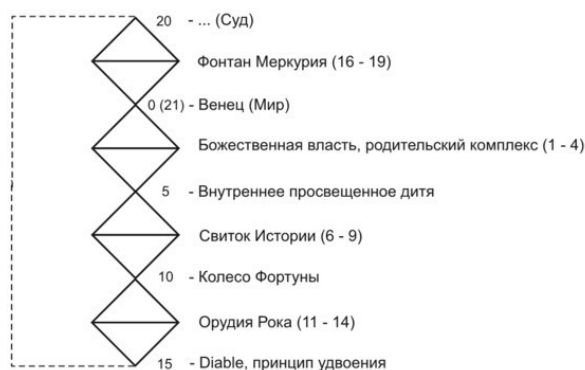 20 - ... (Суд)
Фонтан Меркурия (16 - 19)
0 (21) - Венец (Мир)
Божественная власть, родительский комплекс (1 - 4)
5 - Внутреннее просвещенное дитя
Свиток Истории (6 - 9)
10 - Колесо Фортуны
Орудия Рока (11 - 14)
15 - Diable, принцип удвоения